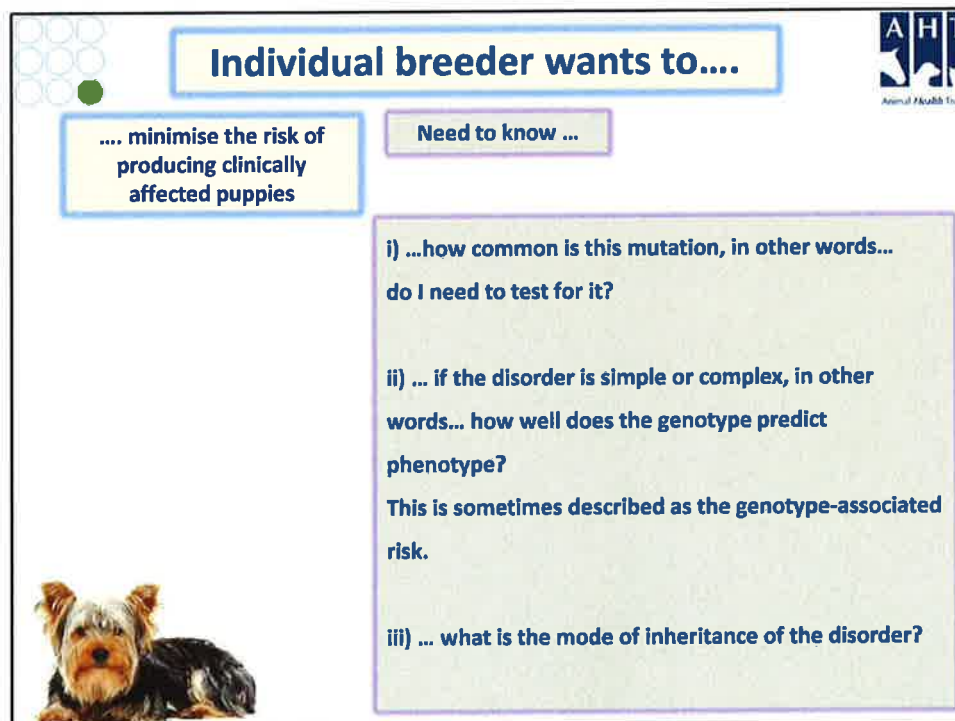 Individual breeder wants to....
A H T
Animal Health Tru
.... minimise the risk of
producing clinically
affected puppies
Need to know ...
i) ...how common is this mutation, in other words...
do I need to test for it?
ii) ... if the disorder is simple or complex, in other
words... how well does the genotype predict
phenotype?
This is sometimes described as the genotype-associated
risk.
iii) ... what is the mode of inheritance of the disorder?